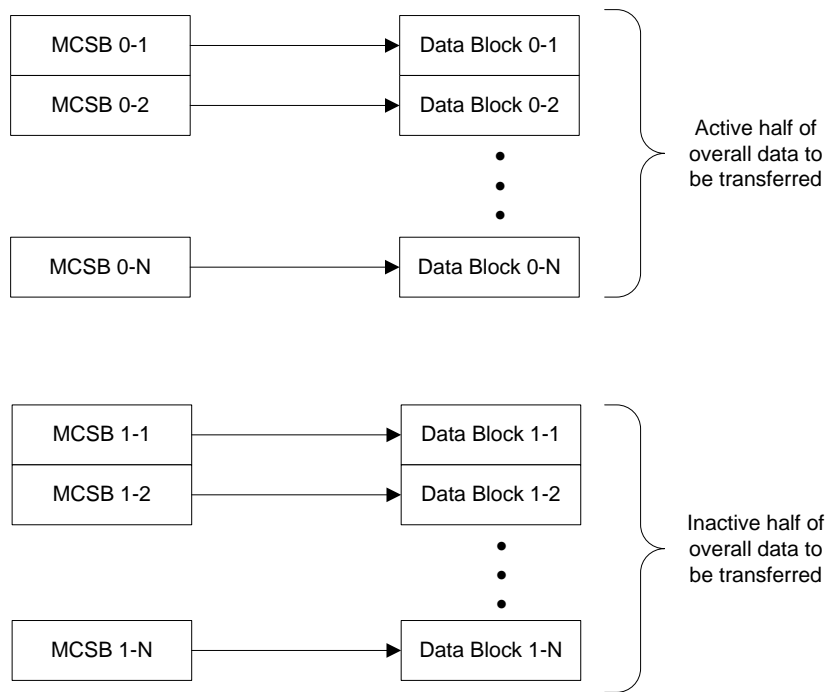 MCSB 0-1
Data Block 0-1
MCSB 0-2
Data Block 0-2
Active half of
overall data to
be transferred
MCSB 0-N
Data Block 0-N
MCSB 1-1
Data Block 1-1
MCSB 1-2
Data Block 1-2
Inactive half of
overall data to
be transferred
MCSB 1-N
Data Block 1-N